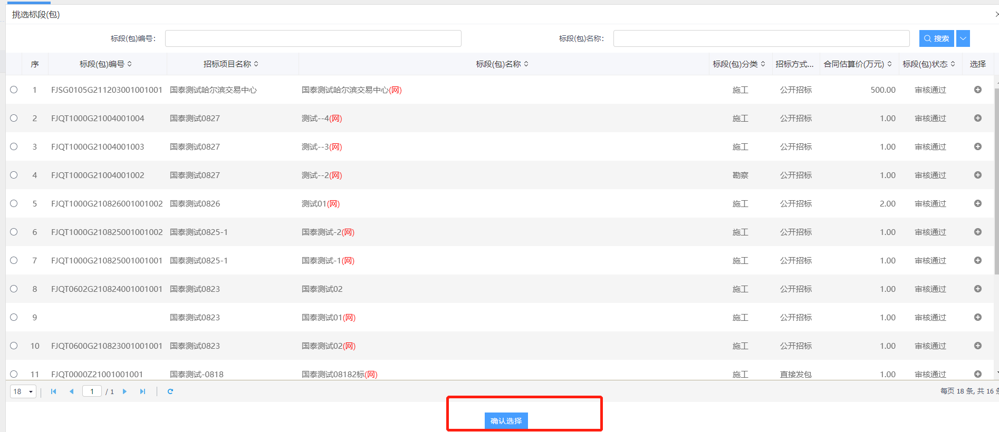 挑选标段(包)
标段(包)编号： 标段(包)名称： 搜索
序 标段(包)编号 招标项目名称 标段(包)名称 标段(包)分类 招标方式... 合同估算价(万元) 标段(包)状态 选择
1 FJSG0105G211203001001001 国泰测试哈尔滨交易中心 国泰测试哈尔滨交易中心(网) 施工 公开招标 500.00 审核通过
2 FJQT1000G21004001004 国泰测试0827 测试--4(网) 施工 公开招标 1.00 审核通过
3 FJQT1000G21004001003 国泰测试0827 测试--3(网) 施工 公开招标 1.00 审核通过
4 FJQT1000G21004001002 国泰测试0827 测试--2(网) 勘察 公开招标 1.00 审核通过
5 FJQT1000G210826001001002 国泰测试0826 测试01(网) 施工 公开招标 2.00 审核通过
6 FJQT1000G210825001001002 国泰测试0825-1 国泰测试-2(网) 施工 公开招标 1.00 审核通过
7 FJQT1000G210825001001001 国泰测试0825-1 国泰测试-1(网) 施工 公开招标 1.00 审核通过
8 FJQT0602G210824001001001 国泰测试0823 国泰测试02 施工 公开招标 1.00 审核通过
9 国泰测试0823 国泰测试01(网) 施工 公开招标 1.00 审核通过
10 FJQT0600G210823001001001 国泰测试0823 国泰测试02(网) 施工 公开招标 1.00 审核通过
11 FJQT0000Z21001001001 国泰测试-0818 国泰测试08182标(网) 施工 直接发包 1.00 审核通过
18 1 / 1 每页 18 条, 共 16 条
确认选择